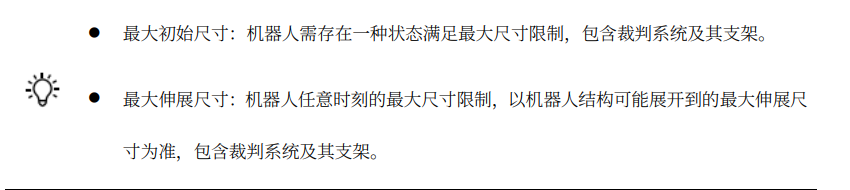 ● 最大初始尺寸：机器人需存在一种状态满足最大尺寸限制，包含裁判系统及其支架。
● 最大伸展尺寸：机器人任意时刻的最大尺寸限制，以机器人结构可能展开到的最大伸展尺
寸为准，包含裁判系统及其支架。